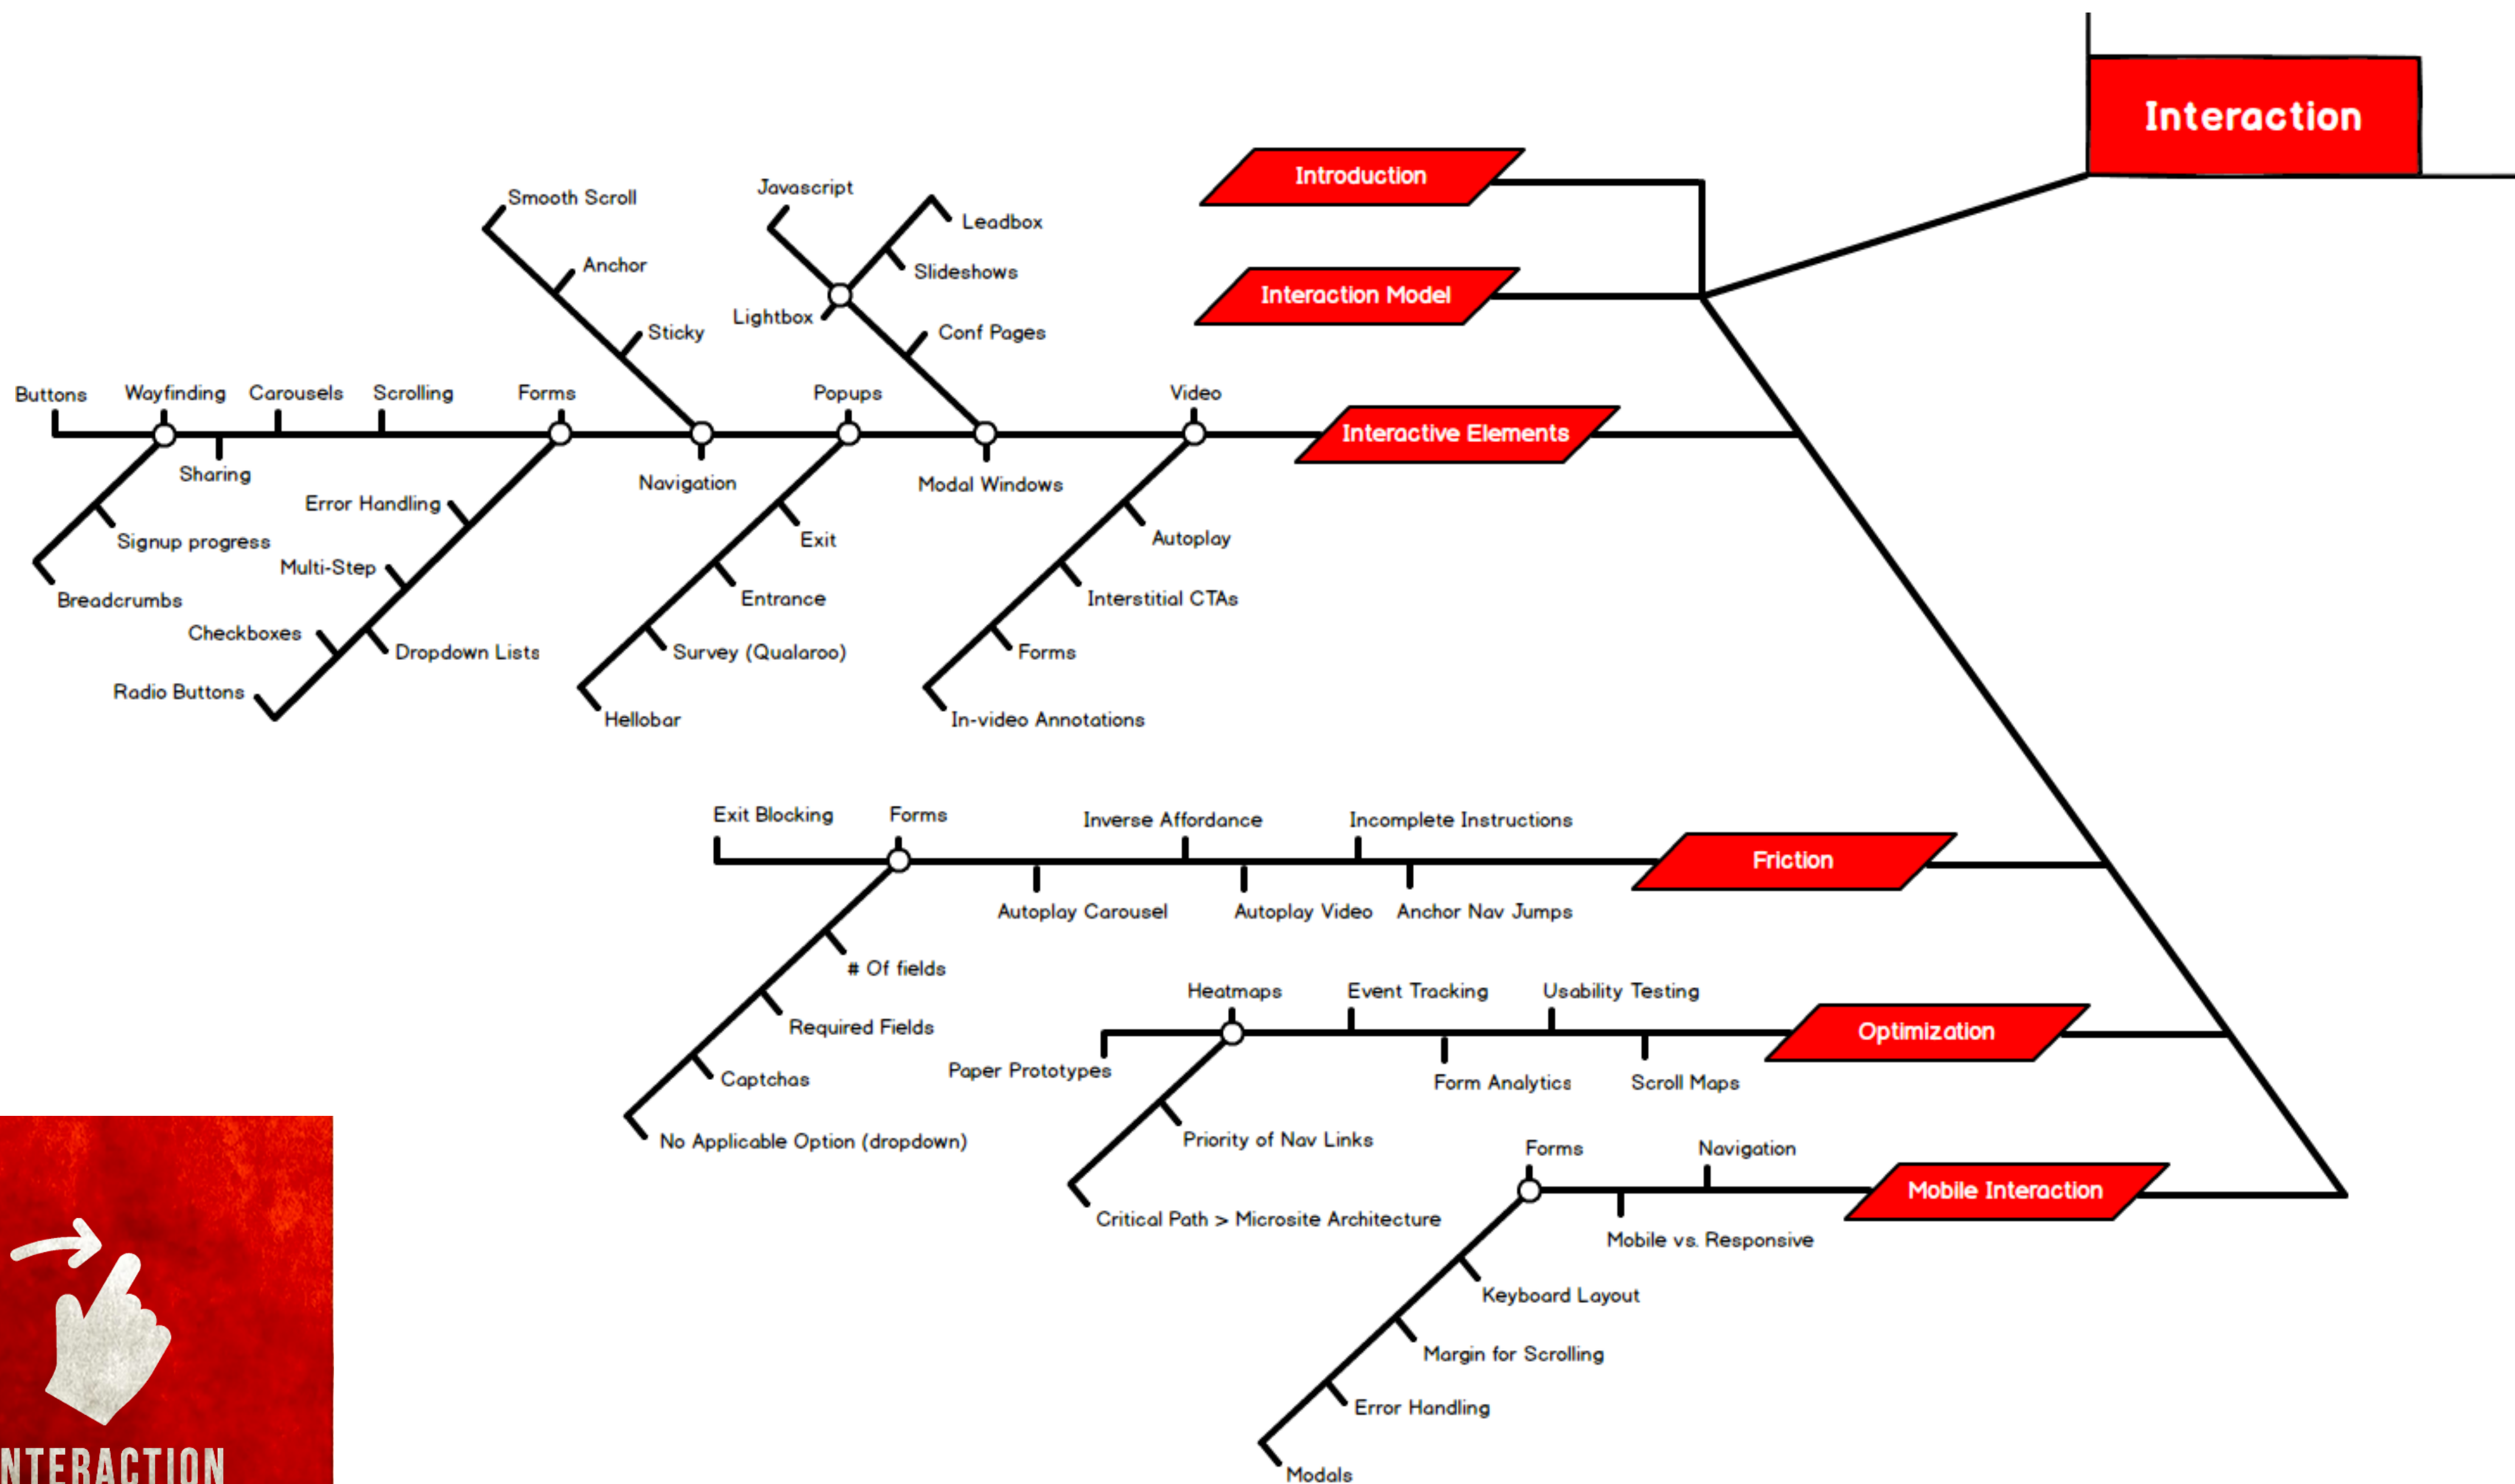 Interaction
Introduction
Interaction Model
Smooth Scroll
Anchor
Sticky
Javascript
Leadbox
Slideshows
Lightbox
Conf Pages
Buttons
Wayfinding
Carousels
Scrolling
Forms
Popups
Video
Interactive Elements
Sharing
Navigation
Modal Windows
Signup progress
Breadcrumbs
Error Handling
Multi-Step
Checkboxes
Dropdown Lists
Radio Buttons
Exit
Entrance
Survey (Qualaroo)
Hellobar
Autoplay
Interstitial CTAs
Forms
In-video Annotations
Exit Blocking
Forms
Inverse Affordance
Incomplete Instructions
Friction
Autoplay Carousel
Autoplay Video
Anchor Nav Jumps
# Of fields
Required Fields
Captchas
No Applicable Option (dropdown)
Heatmaps
Event Tracking
Usability Testing
Optimization
Paper Prototypes
Form Analytics
Scroll Maps
Priority of Nav Links
Critical Path > Microsite Architecture
Forms
Navigation
Mobile Interaction
Mobile vs. Responsive
Keyboard Layout
Margin for Scrolling
Error Handling
Modals
NTERACTION